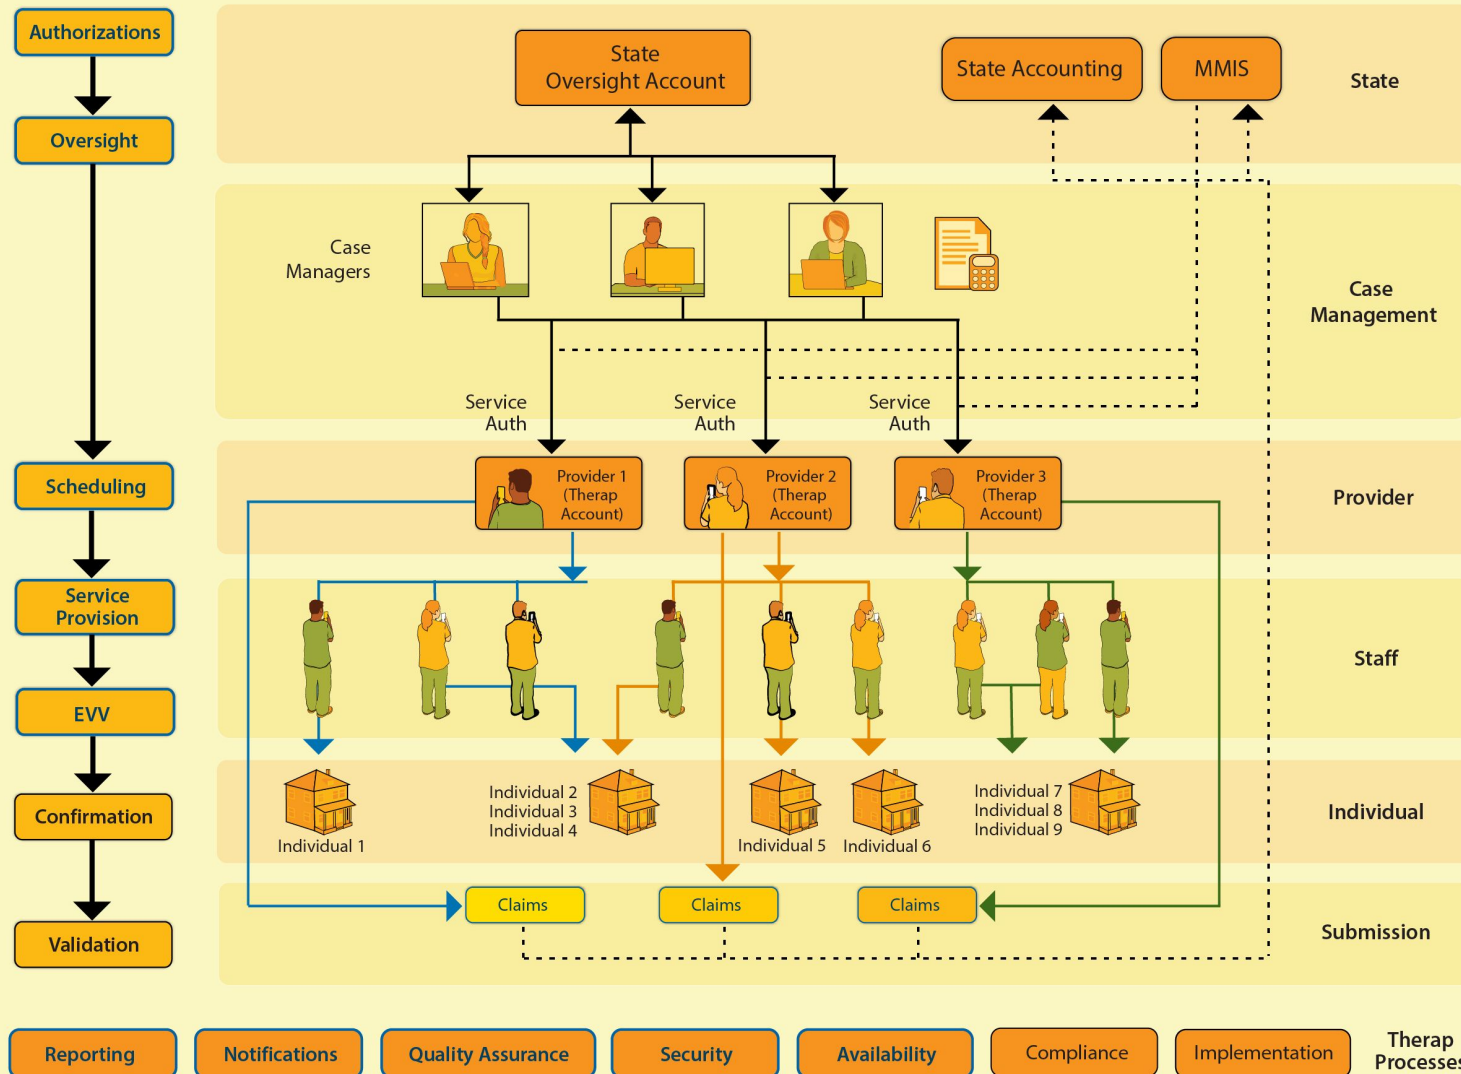 Authorizations
Oversight
Scheduling
Service
Provision
EVV
Confirmation
Validation
State
Oversight Account
State Accounting
MMIS
State
Case
Managers
Case
Management
Service
Auth
Service
Auth
Service
Auth
Provider 1
(Therap
Account)
Provider 2
(Therap
Account)
Provider 3
(Therap
Account)
Provider
Staff
Individual 1
Individual 2
Individual 3
Individual 4
Individual 5
Individual 6
Individual 7
Individual 8
Individual 9
Individual
Claims
Claims
Claims
Submission
Reporting
Notifications
Quality Assurance
Security
Availability
Compliance
Implementation
Therap
Processes